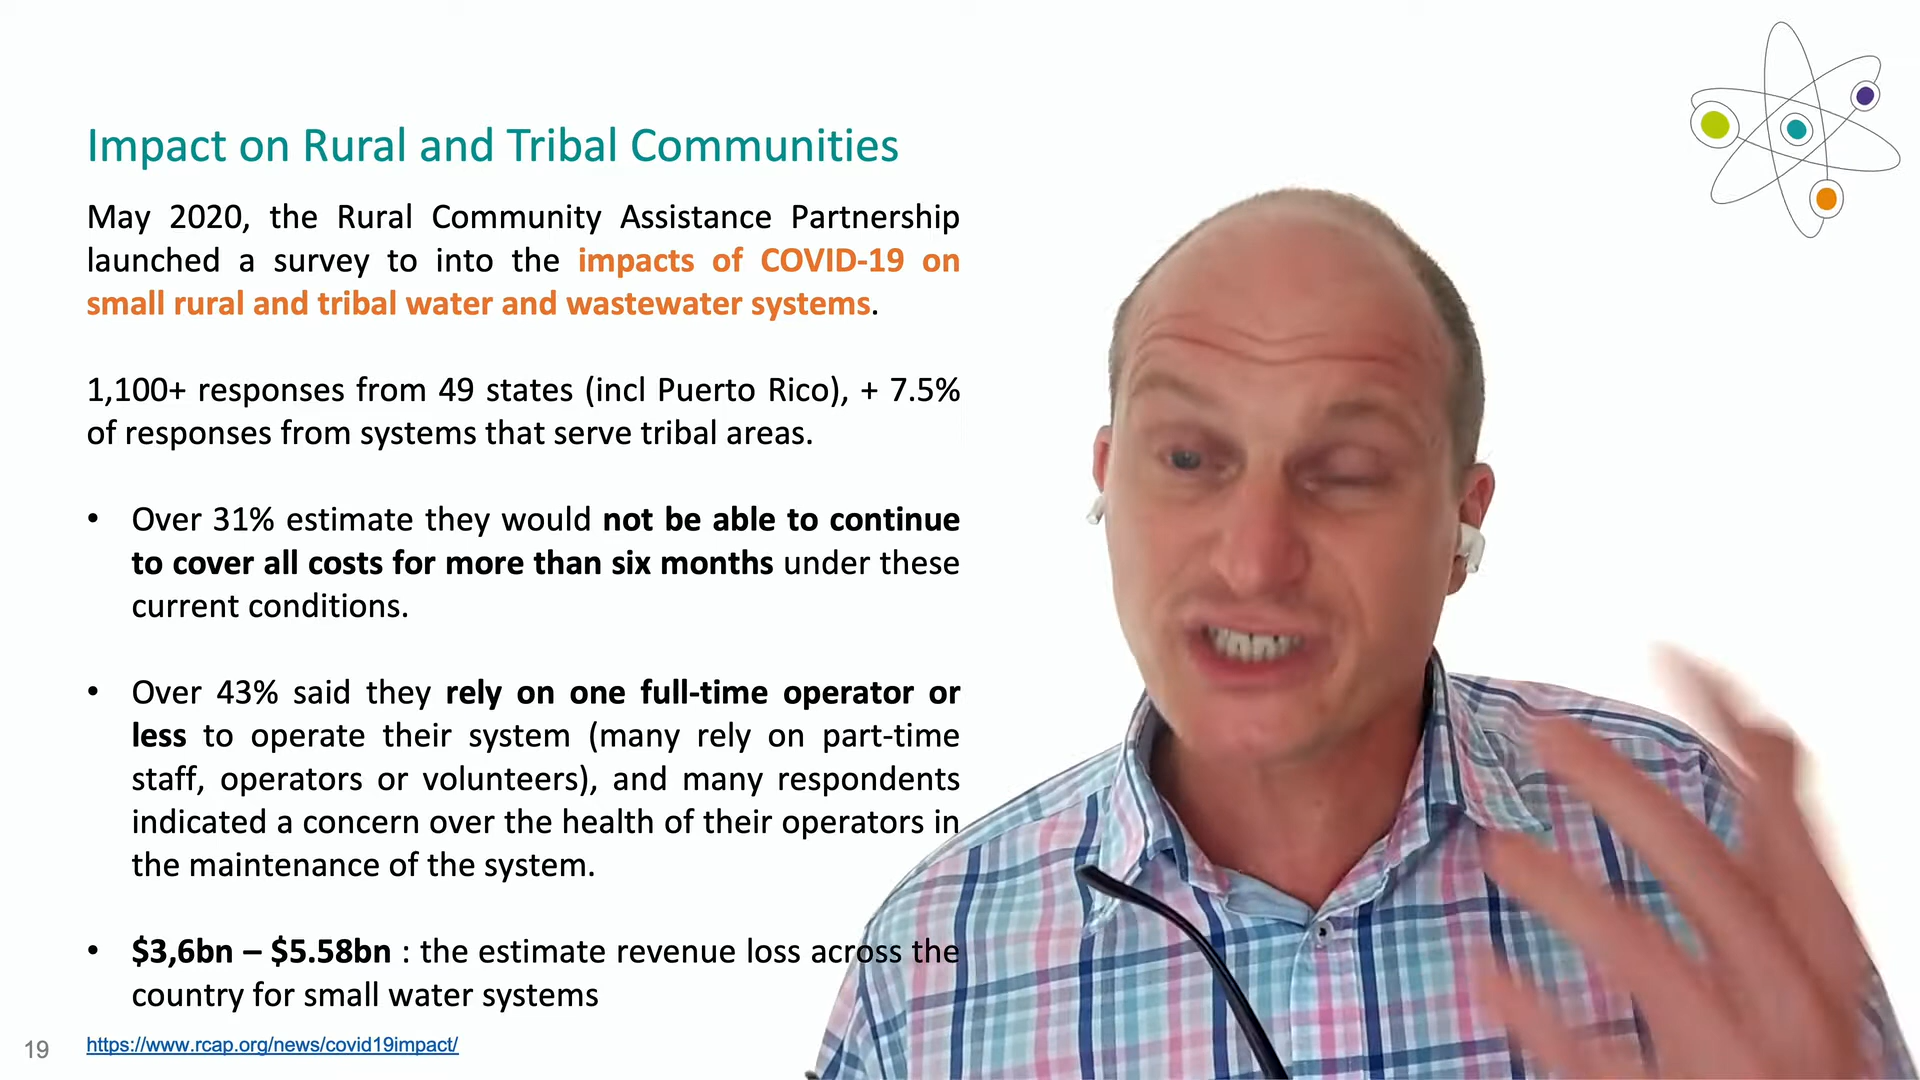 Impact on Rural and Tribal Communities
May 2020, the Rural Community Assistance Partnership
launched a survey to into the impacts of COVID-19 on
small rural and tribal water and wastewater systems.
1,100+ responses from 49 states (incl Puerto Rico), + 7.5%
of responses from systems that serve tribal areas.
• Over 31% estimate they would not be able to continue
to cover all costs for more than six months under these
current conditions.
• Over 43% said they rely on one full-time operator or
less to operate their system (many rely on part-time
staff, operators or volunteers), and many respondents
indicated a concern over the health of their operators in
the maintenance of the system.
• $3,6bn – $5.58bn : the estimate revenue loss across the
country for small water systems
19
https://www.rcap.org/news/covid19impact/